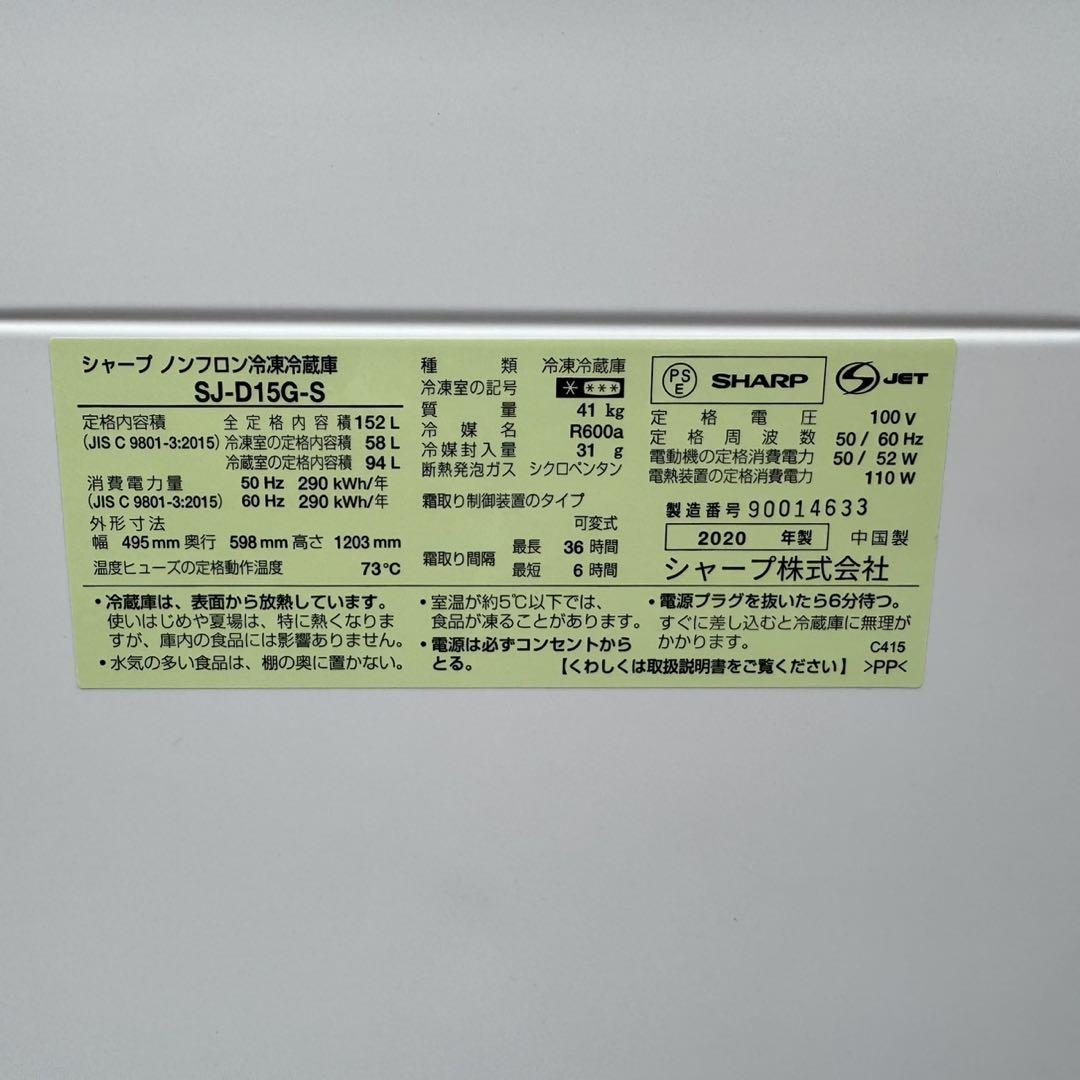 シャープ ノンフロン冷凍冷蔵庫
SJ-D15G-S
定格内容積 全定格内容積 152 L
(JIS C 9801-3:2015) 冷凍室の定格内容積 58 L
冷蔵室の定格内容積 94 L
消費電力量 50 Hz 290 kWh/年
(JIS C 9801-3:2015) 60 Hz 290 kWh/年
外形寸法
幅 495 mm 奥行 598 mm 高さ 1203 mm
温度ヒューズの定格動作温度 73℃
種類 冷凍冷蔵庫
冷凍室の記号 * ***
質量 41 kg
冷媒名 R600a
冷媒封入量 31 g
断熱発泡ガス シクロペンタン
霜取り制御装置のタイプ
可変式
霜取り間隔 最長 36 時間
最短 6 時間
PSE SHARP S JET
定格電圧 100 V
定格周波数 50 / 60 Hz
電動機の定格消費電力 50 / 52 W
電熱装置の定格消費電力 110 W
製造番号 90014633
2020 年製 中国製
シャープ株式会社
・冷蔵庫は、表面から放熱しています。
使いはじめや夏場は、特に熱くなりま
すが、庫内の食品には影響ありません。
・水気の多い食品は、棚の奥に置かない。
・室温が約5℃以下では、
食品が凍ることがあります。
・電源は必ずコンセントから
とる。
・電源プラグを抜いたら6分待つ。
すぐに差し込むと冷蔵庫に無理が
かかります。 C415
【くわしくは取扱説明書をご覧ください】 >PP<